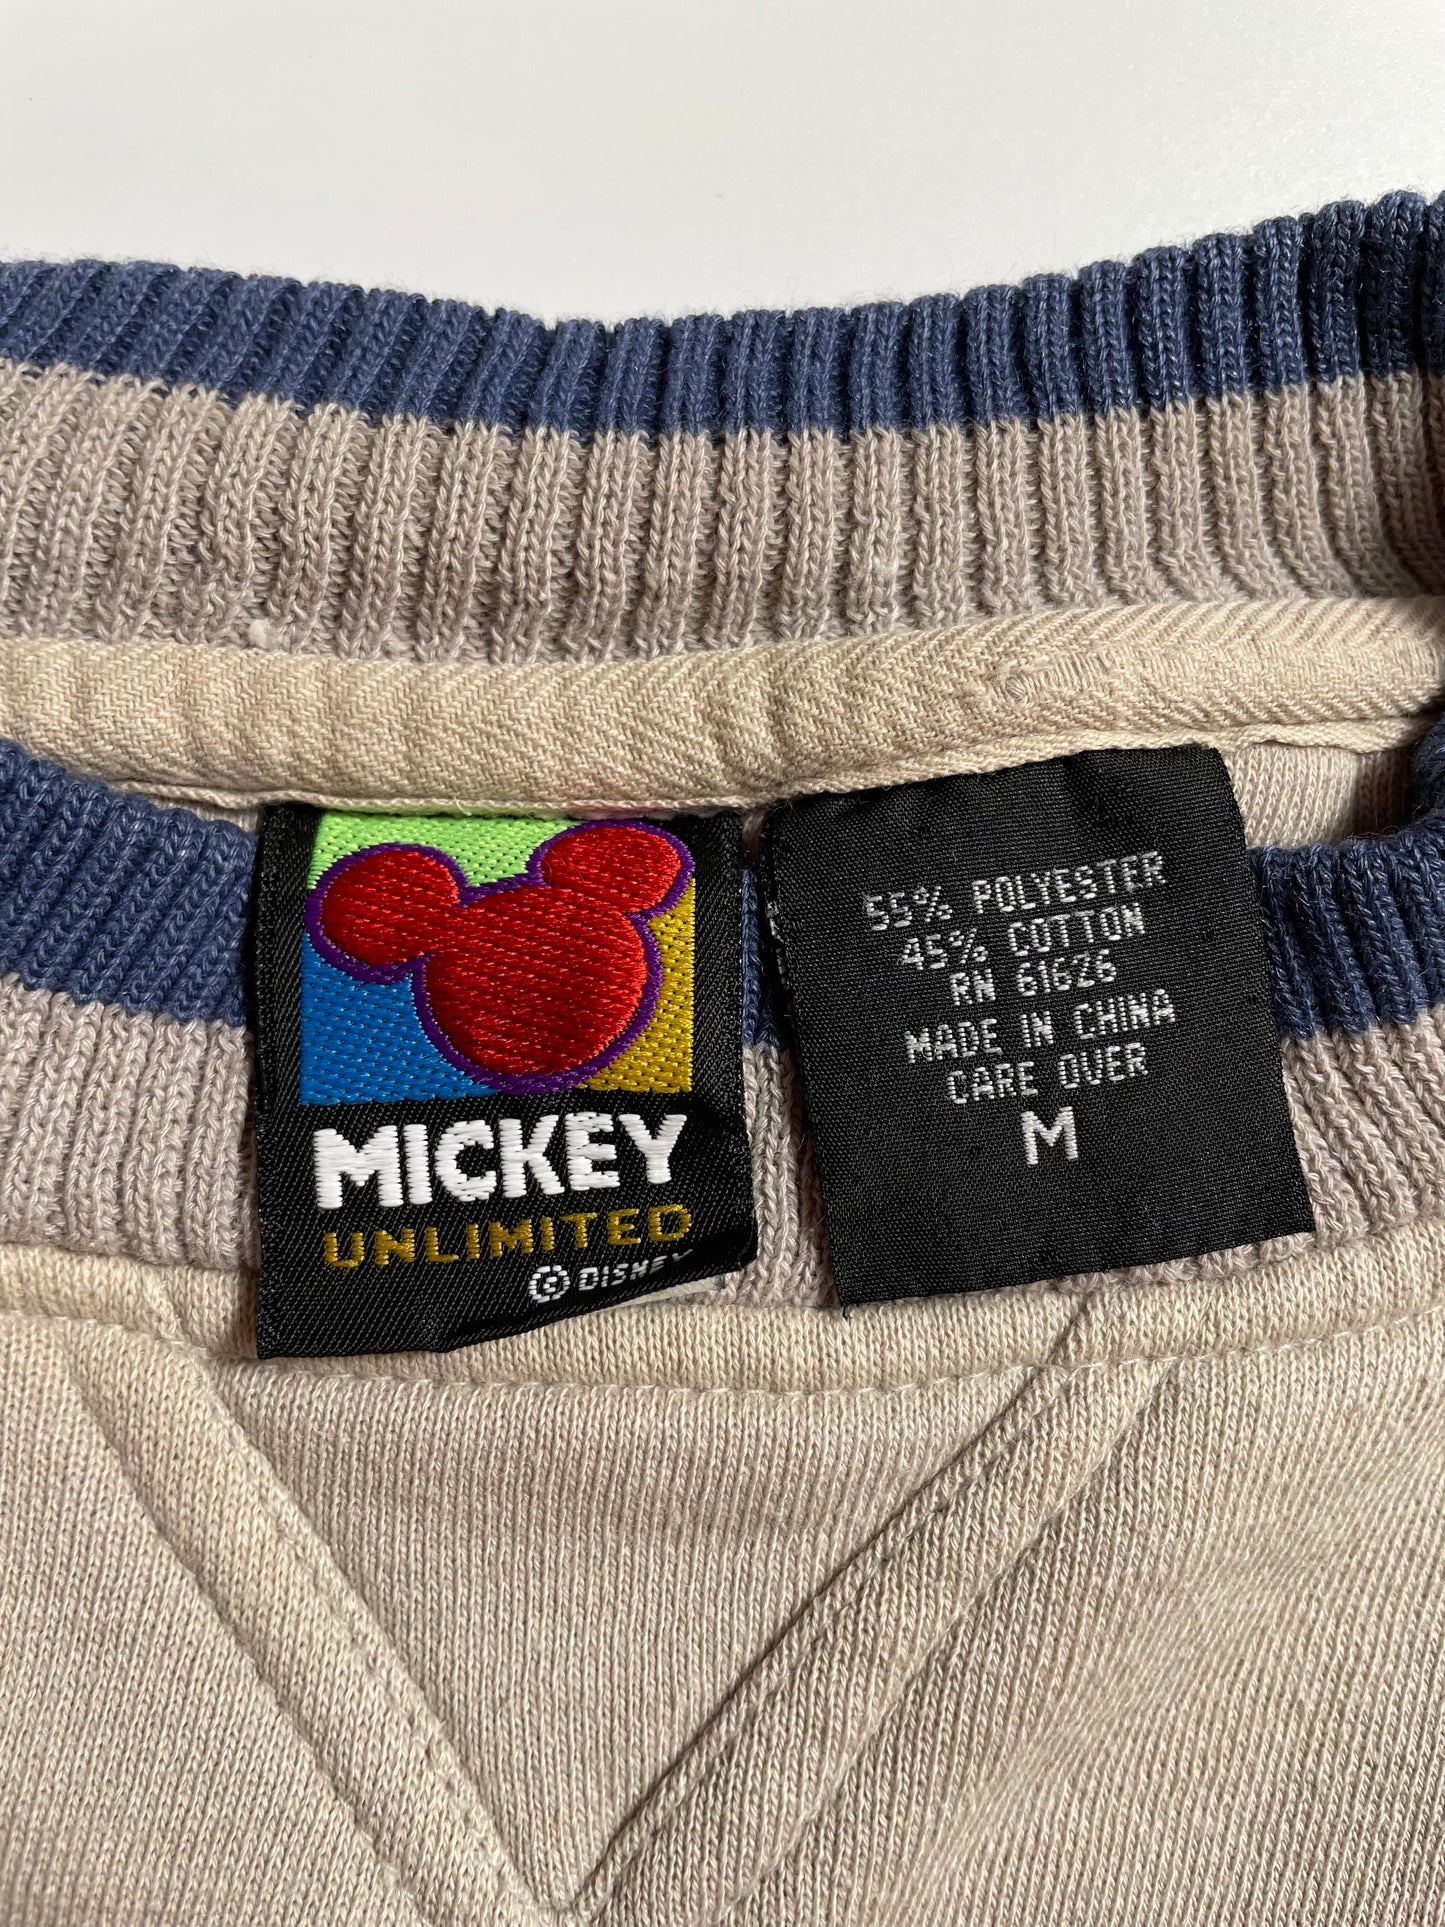 MICKEY
UNLIMITED
© DISNEY
55% POLYESTER
45% COTTON
RN 61626
MADE IN CHINA
CARE OVER
M